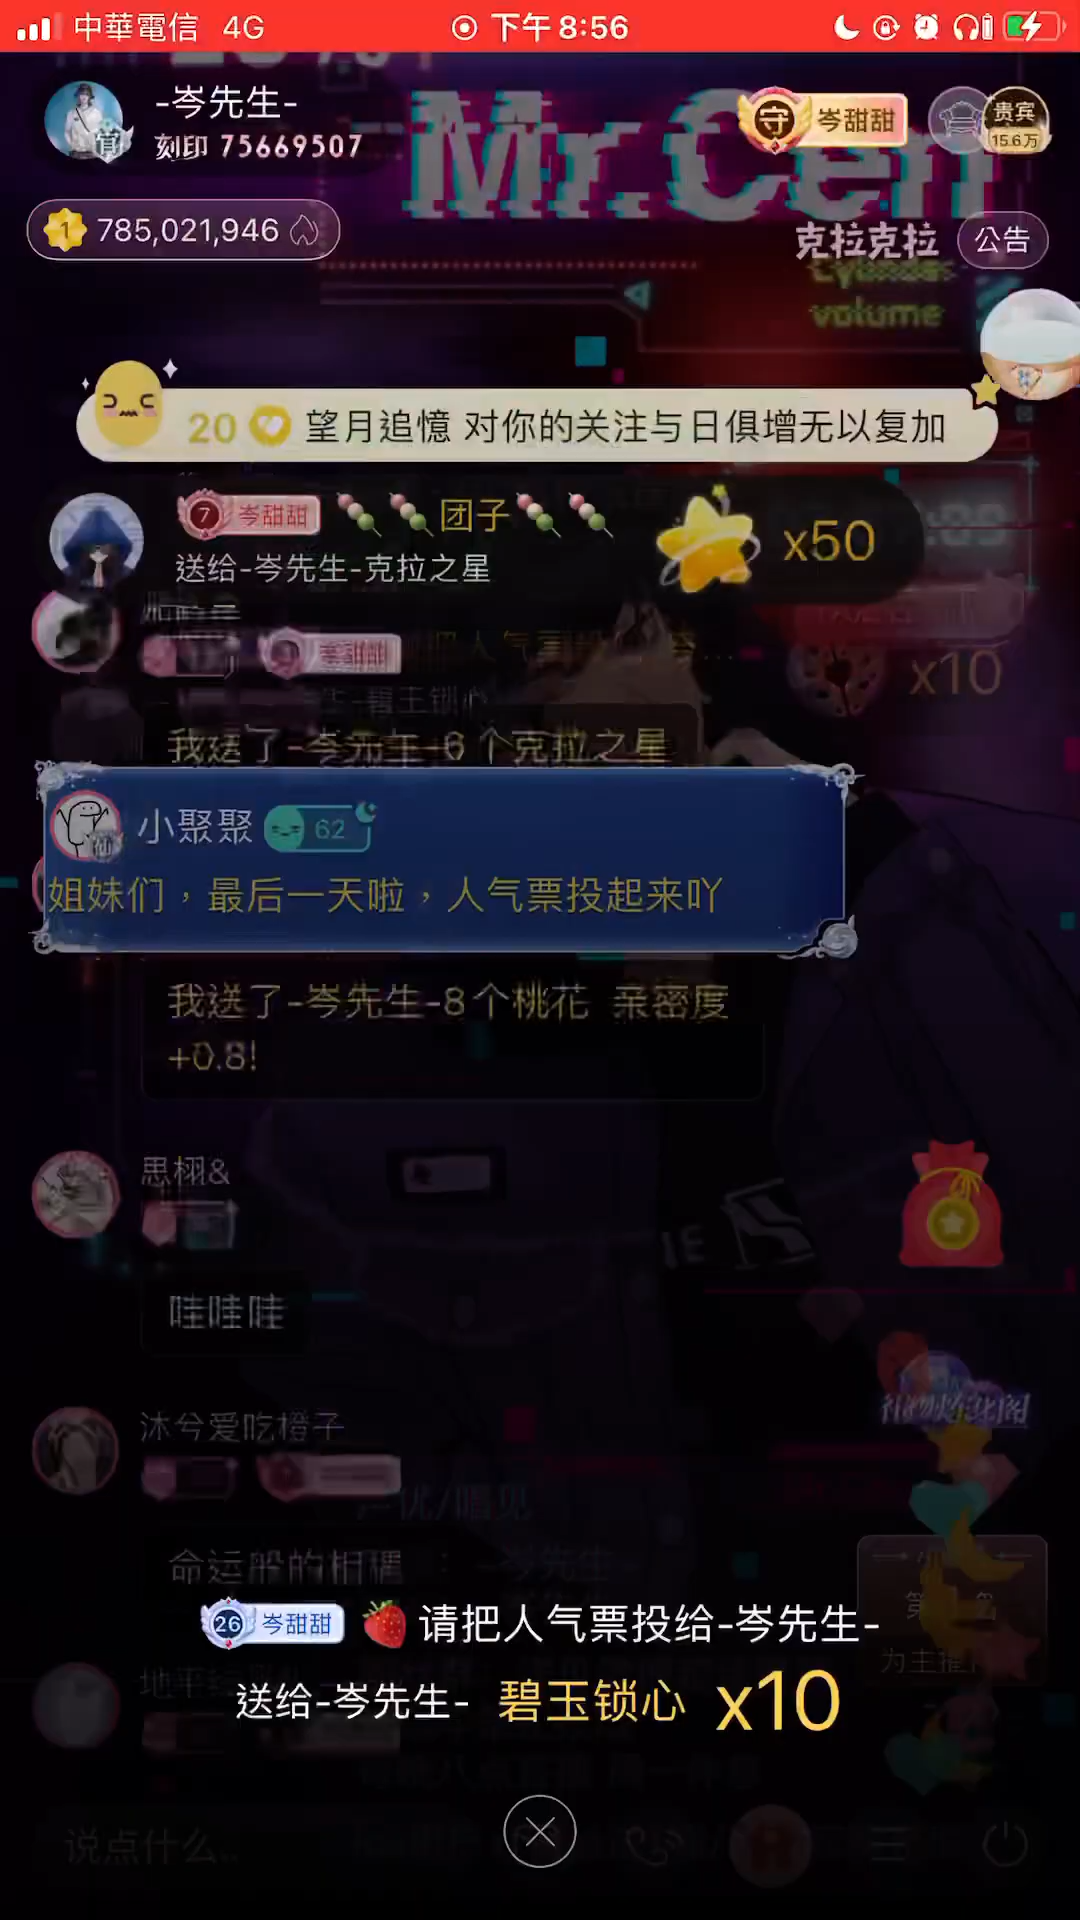 中華電信 4G
下午 8:56
-岑先生-
刻印 75669507
守 岑甜甜
贵宾
15.6万
1 785,021,946
Mr.Cen
克拉克拉
公告
volume
20 望月追憶 对你的关注与日俱增无以复加
7 岑甜甜 团子
送给-岑先生-克拉之星
x50
x10
我送了-岑先生-6个克拉之星
小聚聚 62
姐妹们，最后一天啦，人气票投起来吖
我送了-岑先生-8个桃花 亲密度
+0.8!
思栩&
哇哇哇
沐兮爱吃橙子
命运般的相遇
26 岑甜甜 请把人气票投给-岑先生-
送给-岑先生- 碧玉锁心 x10
说点什么..